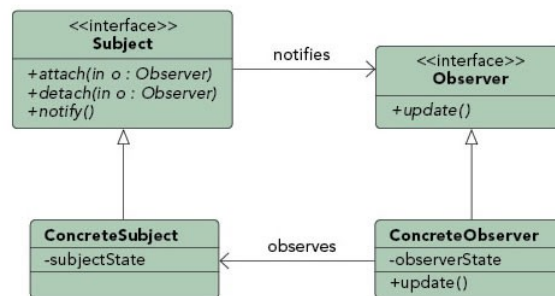 <<interface>>
Subject
+attach(in o : Observer)
+detach(in o : Observer)
+notify()
notifies
<<interface>>
Observer
+update()
ConcreteSubject
-subjectState
observes
ConcreteObserver
-observerState
+update()